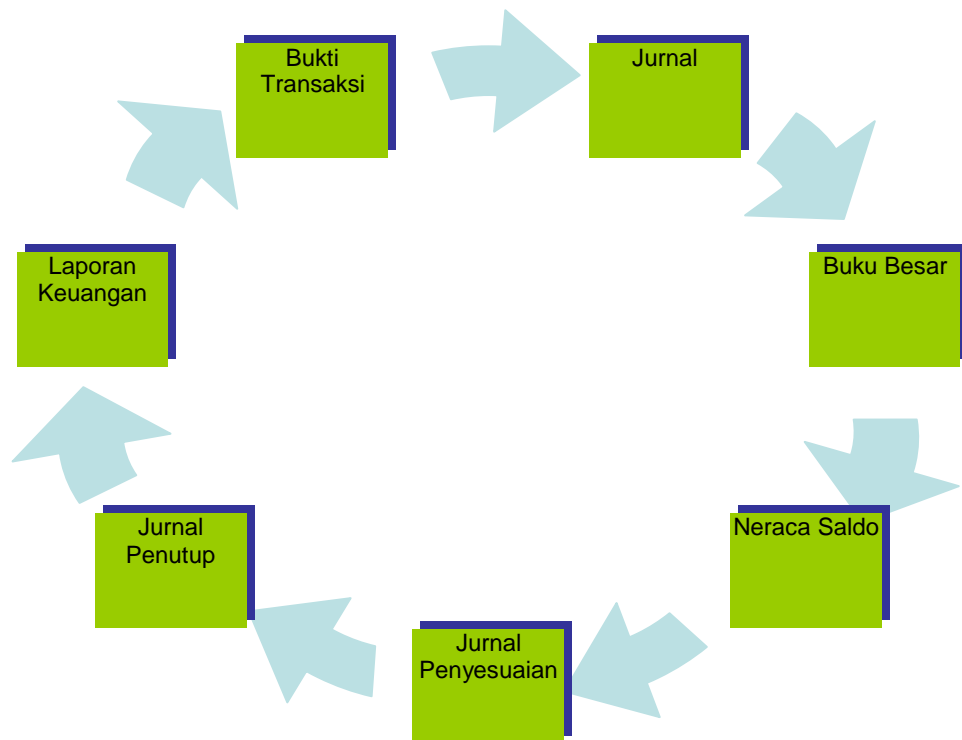 Bukti
Transaksi
Jurnal
Buku Besar
Neraca Saldo
Jurnal
Penyesuaian
Jurnal
Penutup
Laporan
Keuangan